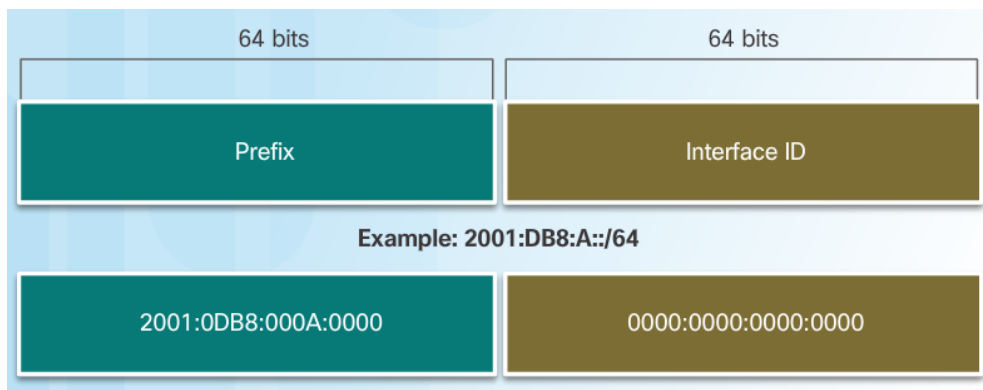 64 bits 64 bits
Prefix Interface ID
Example: 2001:DB8:A::/64
2001:0DB8:000A:0000 0000:0000:0000:0000